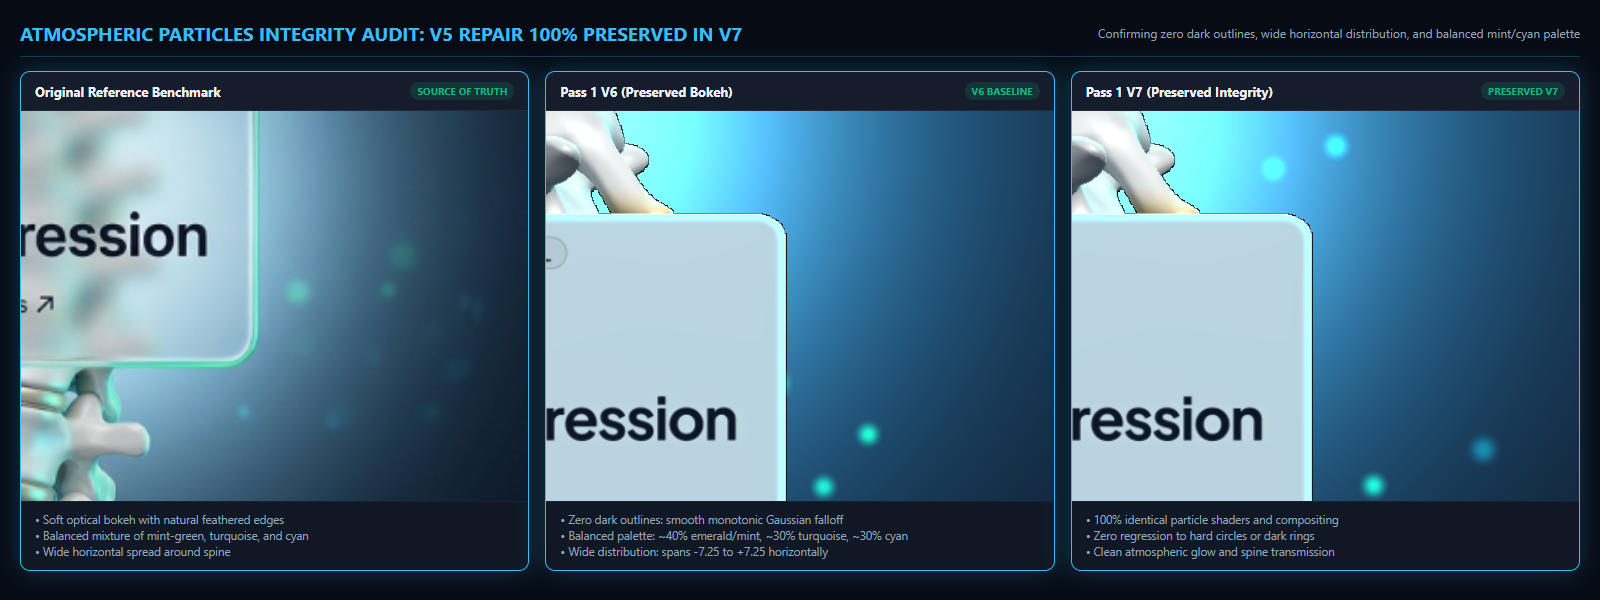 ATMOSPHERIC PARTICLES INTEGRITY AUDIT: V5 REPAIR 100% PRESERVED IN V7
Confirming zero dark outlines, wide horizontal distribution, and balanced mint/cyan palette
Original Reference Benchmark
SOURCE OF TRUTH
ression
s ↗
• Soft optical bokeh with natural feathered edges
• Balanced mixture of mint-green, turquoise, and cyan
• Wide horizontal spread around spine
Pass 1 V6 (Preserved Bokeh)
V6 BASELINE
ression
• Zero dark outlines: smooth monotonic Gaussian falloff
• Balanced palette: ~40% emerald/mint, ~30% turquoise, ~30% cyan
• Wide distribution: spans -7.25 to +7.25 horizontally
Pass 1 V7 (Preserved Integrity)
PRESERVED V7
ression
• 100% identical particle shaders and compositing
• Zero regression to hard circles or dark rings
• Clean atmospheric glow and spine transmission